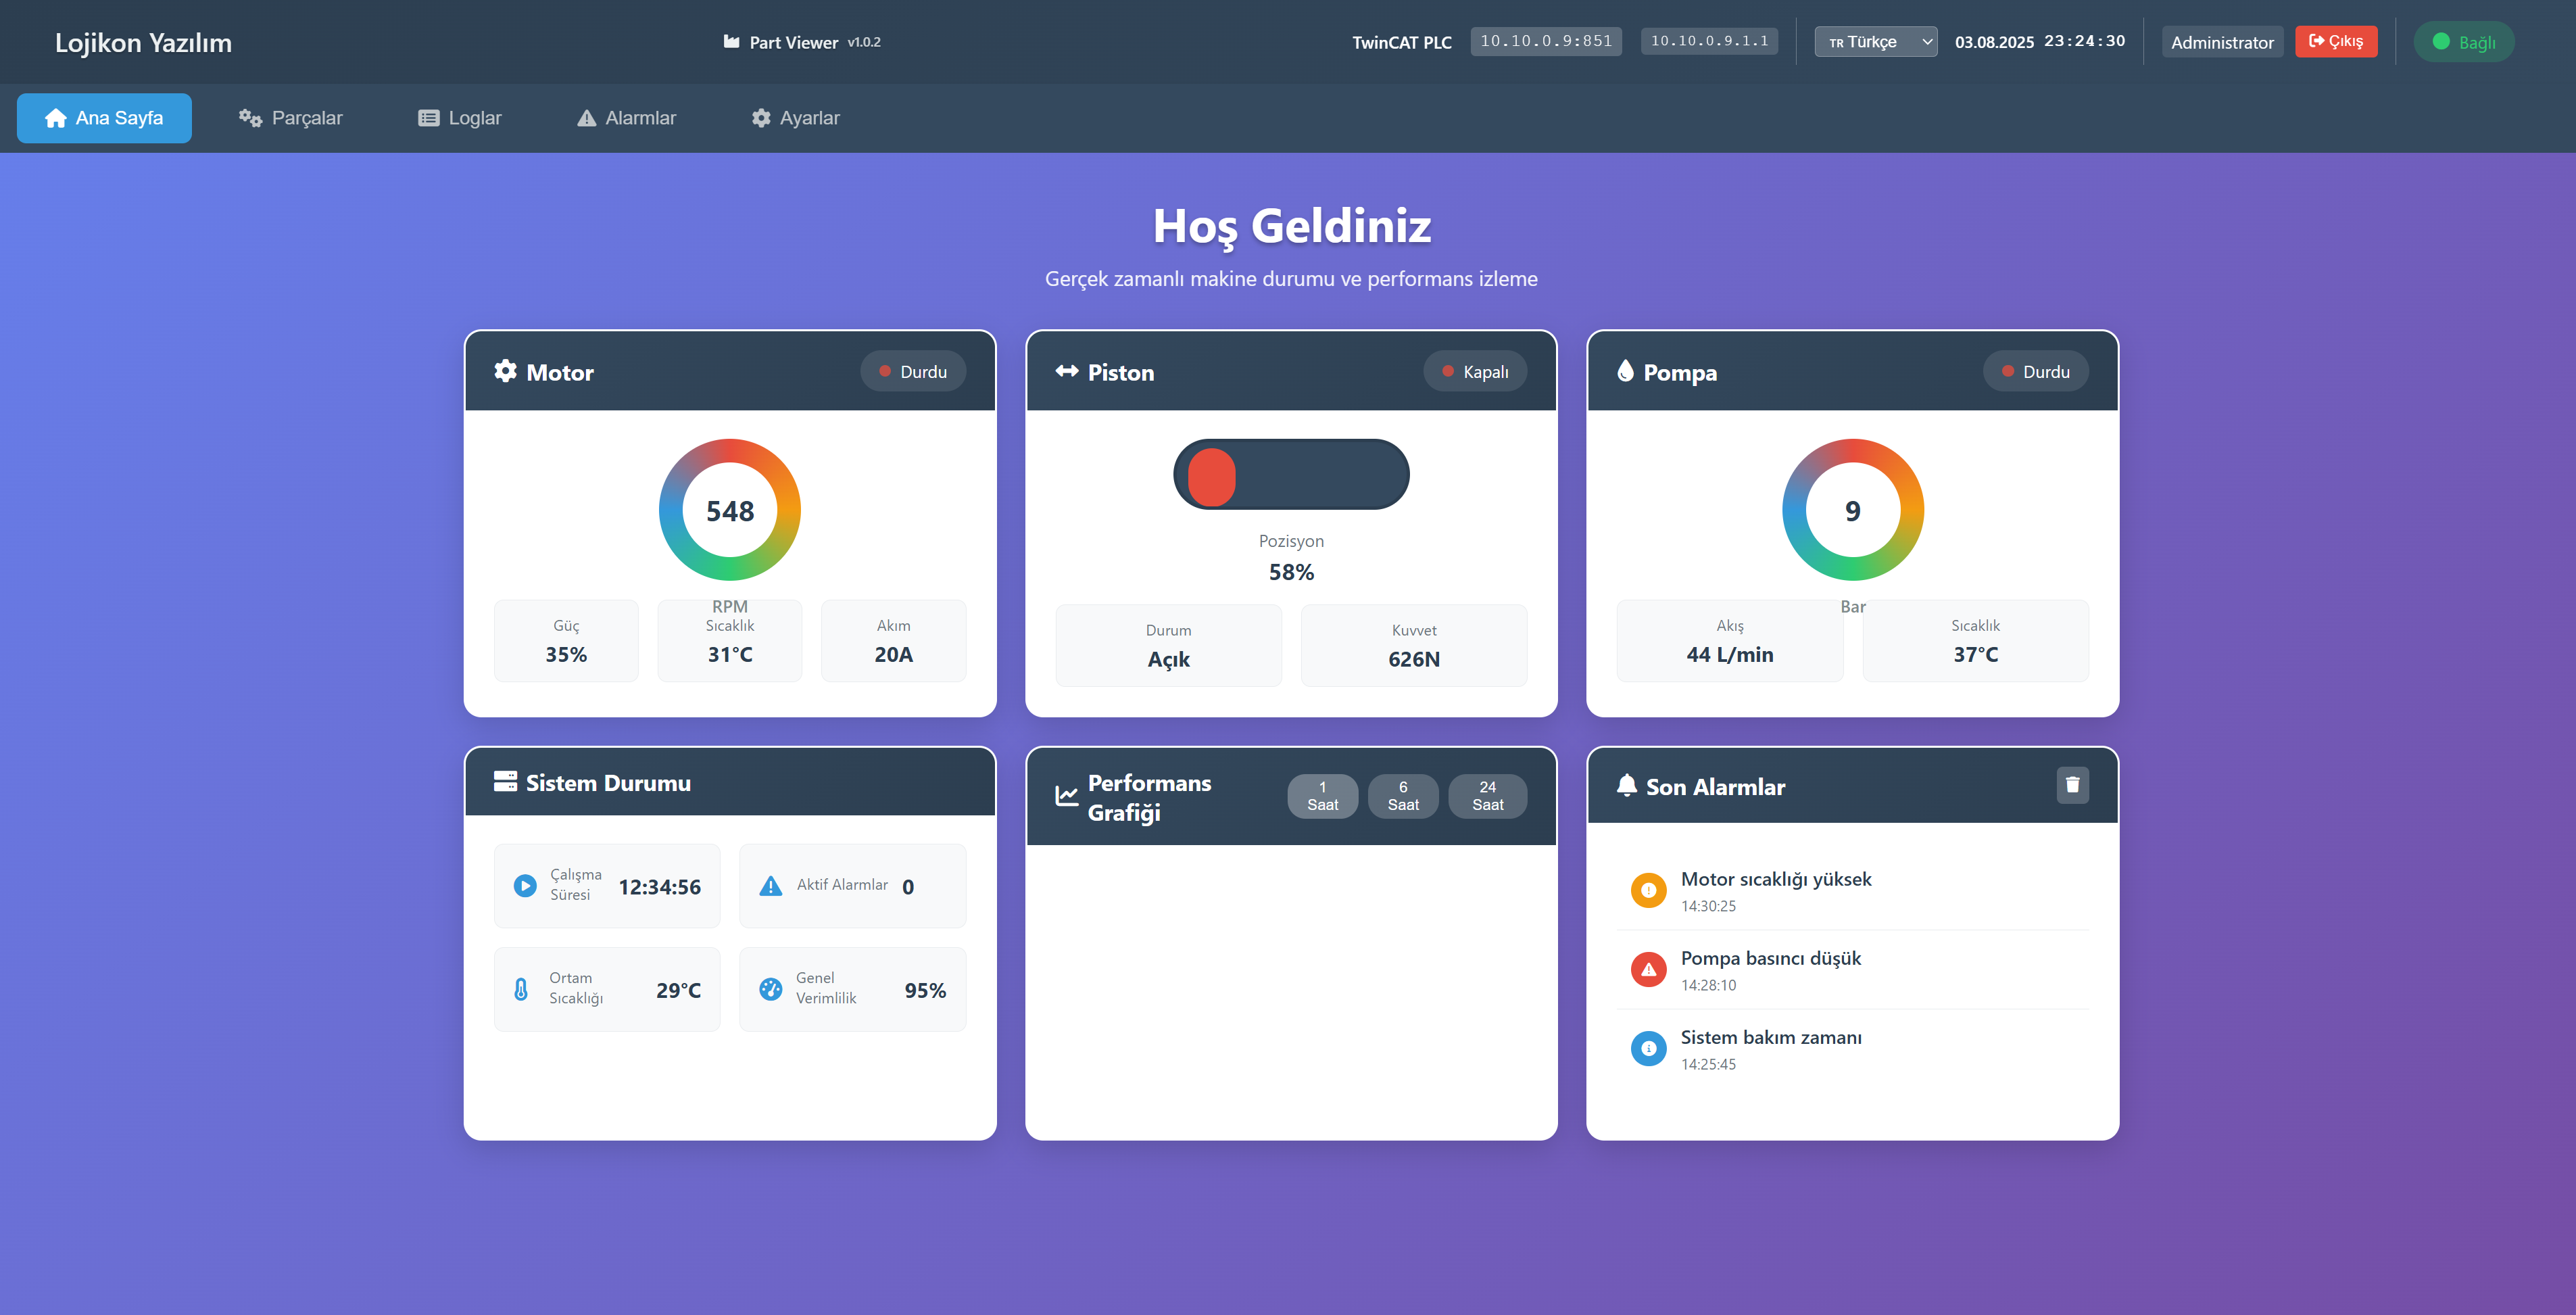 Lojikon Yazılım
Part Viewer v1.0.2
TwinCAT PLC 10.10.0.9:851 10.10.0.9.1.1 TR Türkçe 03.08.2025 23:24:30 Administrator Çıkış Bağlı
Ana Sayfa Parçalar Loglar Alarmlar Ayarlar
Hoş Geldiniz
Gerçek zamanlı makine durumu ve performans izleme
Motor Durdu
548
RPM
Güç Sıcaklık Akım
35% 31°C 20A
Piston Kapalı
Pozisyon
58%
Durum Kuvvet
Açık 626N
Pompa Durdu
9
Bar
Akış Sıcaklık
44 L/min 37°C
Sistem Durumu
Çalışma
Süresi
12:34:56
Aktif Alarmlar 0
Ortam
Sıcaklığı
29°C
Genel
Verimlilik
95%
Performans
Grafiği
1
Saat
6
Saat
24
Saat
Son Alarmlar
Motor sıcaklığı yüksek
14:30:25
Pompa basıncı düşük
14:28:10
Sistem bakım zamanı
14:25:45